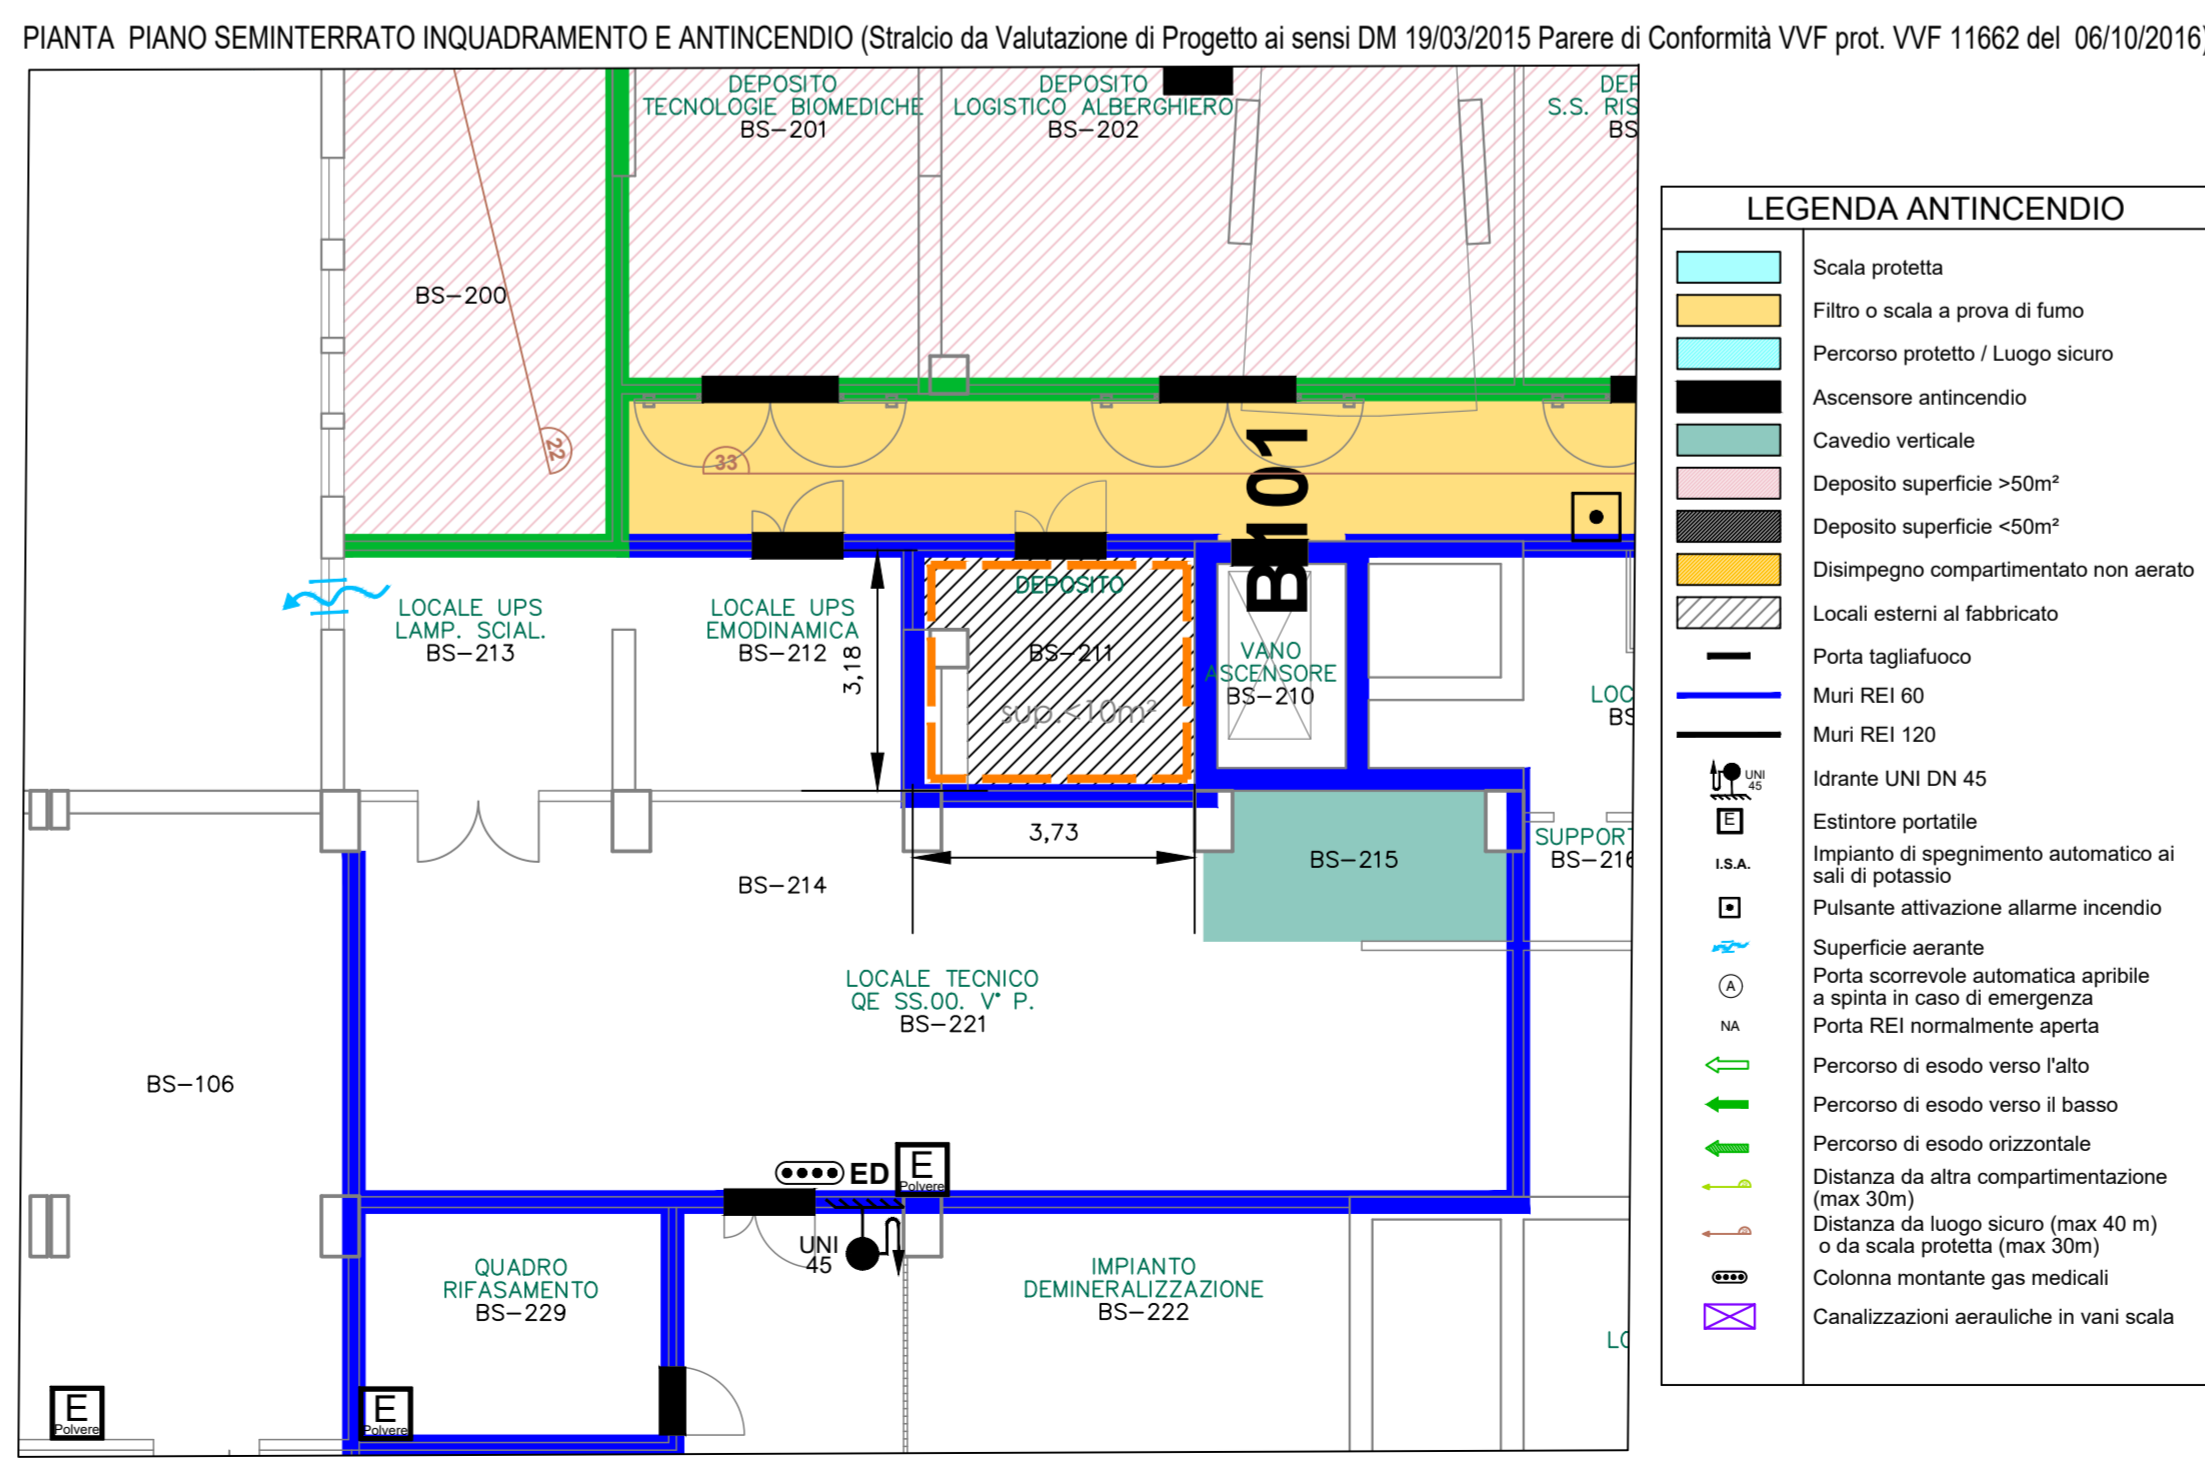 PIANTA PIANO SEMINTERRATO INQUADRAMENTO E ANTINCENDIO (Stralcio da Valutazione di Progetto ai sensi DM 19/03/2015 Parere di Conformità VVF prot. VVF 11662 del 06/10/2016)
DEPOSITO
TECNOLOGIE BIOMEDICHE
BS-201
DEPOSITO
LOGISTICO ALBERGHIERO
BS-202
DEP
S.S. RIS
BS
BS-200
22
33
B101
LOCALE UPS
LAMP. SCIAL.
BS-213
LOCALE UPS
EMODINAMICA
BS-212
3,18
DEPOSITO
BS-211
sup.<10m²
VANO
ASCENSORE
BS-210
LOC
BS
3,73
BS-214
BS-215
SUPPORT
BS-216
LOCALE TECNICO
QE SS.OO. V° P.
BS-221
BS-106
ED
E
Polvere
UNI
45
QUADRO
RIFASAMENTO
BS-229
IMPIANTO
DEMINERALIZZAZIONE
BS-222
LO
E
Polvere
E
Polvere
LEGENDA ANTINCENDIO
Scala protetta
Filtro o scala a prova di fumo
Percorso protetto / Luogo sicuro
Ascensore antincendio
Cavedio verticale
Deposito superficie >50m²
Deposito superficie <50m²
Disimpegno compartimentato non aerato
Locali esterni al fabbricato
Porta tagliafuoco
Muri REI 60
Muri REI 120
UNI
45
Idrante UNI DN 45
E
Estintore portatile
I.S.A.
Impianto di spegnimento automatico ai
sali di potassio
Pulsante attivazione allarme incendio
Superficie aerante
A
Porta scorrevole automatica apribile
a spinta in caso di emergenza
NA
Porta REI normalmente aperta
Percorso di esodo verso l'alto
Percorso di esodo verso il basso
Percorso di esodo orizzontale
Distanza da altra compartimentazione
(max 30m)
Distanza da luogo sicuro (max 40 m)
o da scala protetta (max 30m)
Colonna montante gas medicali
Canalizzazioni aerauliche in vani scala